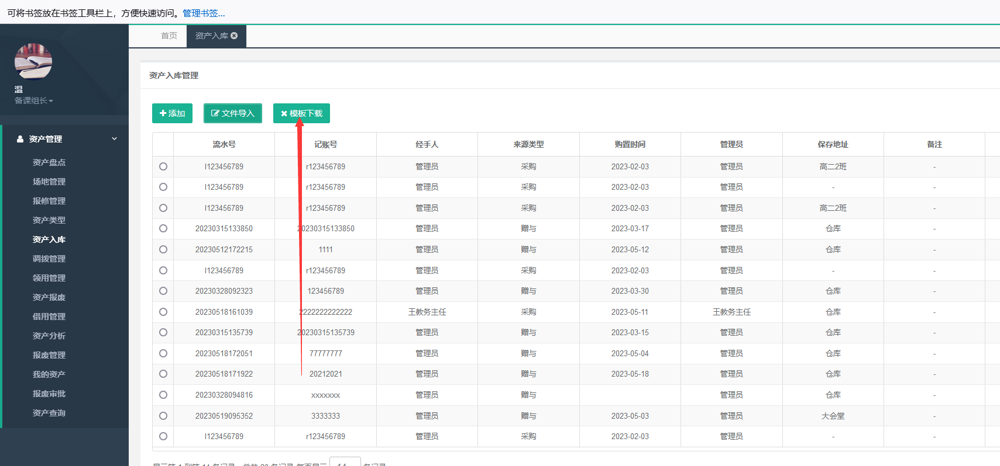 可将书签放在书签工具栏上，方便快速访问。管理书签...
首页 资产入库
温
备课组长
资产管理
资产盘点
场地管理
报修管理
资产类型
资产入库
调拨管理
领用管理
资产报废
借用管理
资产分析
报废管理
我的资产
报废审批
资产查询
资产入库管理
添加 文件导入 模板下载
流水号 记账号 经手人 来源类型 购置时间 管理员 保存地址 备注
l123456789 r123456789 管理员 采购 2023-02-03 管理员 高二2班 -
l123456789 r123456789 管理员 采购 2023-02-03 管理员 - -
l123456789 r123456789 管理员 采购 2023-02-03 管理员 高二2班 -
20230315133850 20230315133850 管理员 赠与 2023-03-17 管理员 仓库 -
20230512172215 1111 管理员 赠与 2023-05-12 管理员 仓库 -
l123456789 r123456789 管理员 采购 2023-02-03 管理员 - -
20230328092323 123456789 管理员 赠与 2023-03-30 管理员 仓库 -
20230518161039 2222222222222 王教务主任 采购 2023-05-11 王教务主任 仓库 -
20230315135739 20230315135739 管理员 赠与 2023-03-15 管理员 仓库 -
20230518172051 77777777 管理员 赠与 2023-05-04 管理员 仓库 -
20230518171922 20212021 管理员 赠与 2023-05-18 管理员 仓库 -
20230328094816 xxxxxxx 管理员 赠与 管理员 仓库 -
20230519095352 3333333 管理员 赠与 2023-05-03 管理员 大会堂 -
l123456789 r123456789 管理员 采购 2023-02-03 管理员 - -